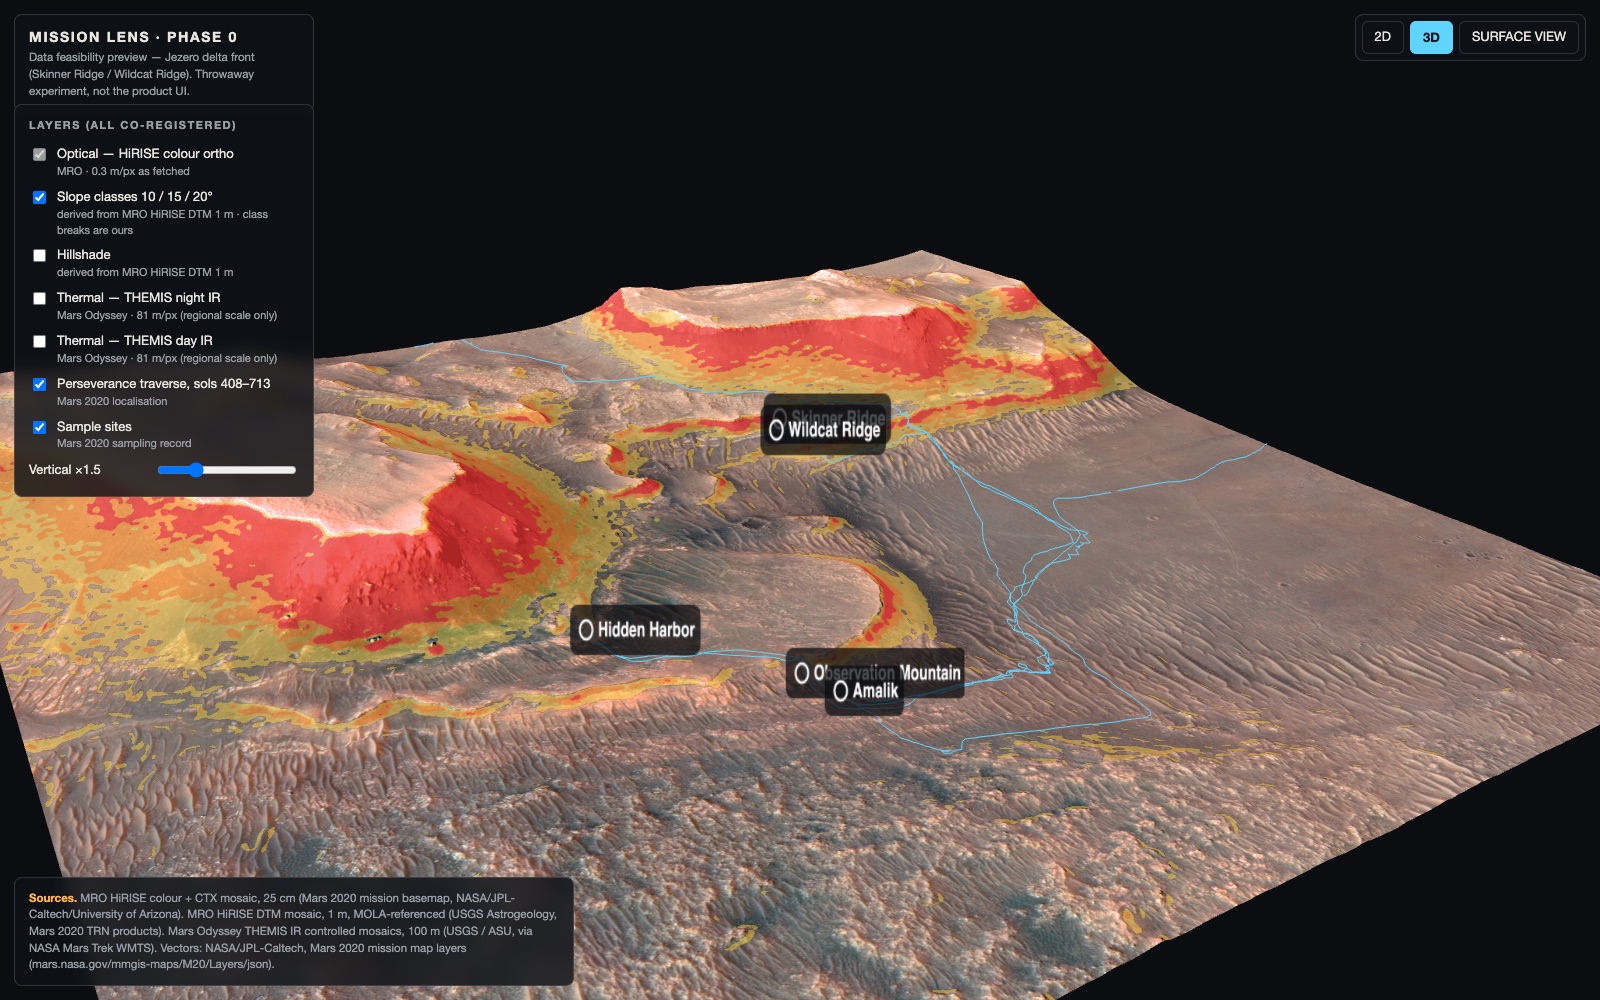 MISSION LENS · PHASE 0
Data feasibility preview — Jezero delta front
(Skinner Ridge / Wildcat Ridge). Throwaway
experiment, not the product UI.
LAYERS (ALL CO-REGISTERED)
Optical — HiRISE colour ortho
MRO · 0.3 m/px as fetched
Slope classes 10 / 15 / 20°
derived from MRO HiRISE DTM 1 m · class
breaks are ours
Hillshade
derived from MRO HiRISE DTM 1 m
Thermal — THEMIS night IR
Mars Odyssey · 81 m/px (regional scale only)
Thermal — THEMIS day IR
Mars Odyssey · 81 m/px (regional scale only)
Perseverance traverse, sols 408–713
Mars 2020 localisation
Sample sites
Mars 2020 sampling record
Vertical ×1.5
2D
3D
SURFACE VIEW
Skinner Ridge
Wildcat Ridge
Hidden Harbor
Observation Mountain
Amalik
Sources. MRO HiRISE colour + CTX mosaic, 25 cm (Mars 2020 mission basemap, NASA/JPL-
Caltech/University of Arizona). MRO HiRISE DTM mosaic, 1 m, MOLA-referenced (USGS Astrogeology,
Mars 2020 TRN products). Mars Odyssey THEMIS IR controlled mosaics, 100 m (USGS / ASU, via
NASA Mars Trek WMTS). Vectors: NASA/JPL-Caltech, Mars 2020 mission map layers
(mars.nasa.gov/mmgis-maps/M20/Layers/json).